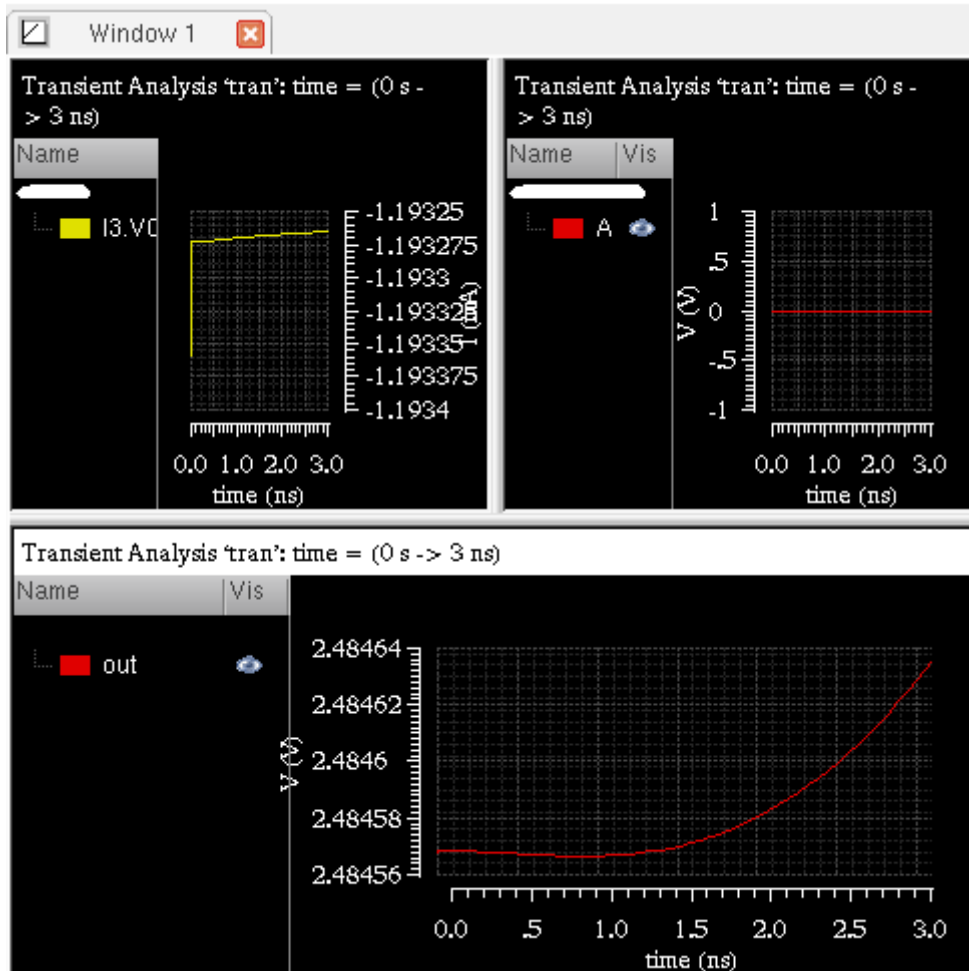 Window 1
Transient Analysis ‘tran’: time = (0 s -
> 3 ns)
Name
I3.V0
-1.19325
-1.193275
-1.1933
-1.193325
-1.19335
-1.193375
-1.1934
I (mA)
0.0 1.0 2.0 3.0
time (ns)
Transient Analysis ‘tran’: time = (0 s -
> 3 ns)
Name Vis
A
1
.5
0
-.5
-1
V (V)
0.0 1.0 2.0 3.0
time (ns)
Transient Analysis ‘tran’: time = (0 s -> 3 ns)
Name Vis
out
2.48464
2.48462
2.4846
2.48458
2.48456
V (V)
0.0 .5 1.0 1.5 2.0 2.5 3.0
time (ns)